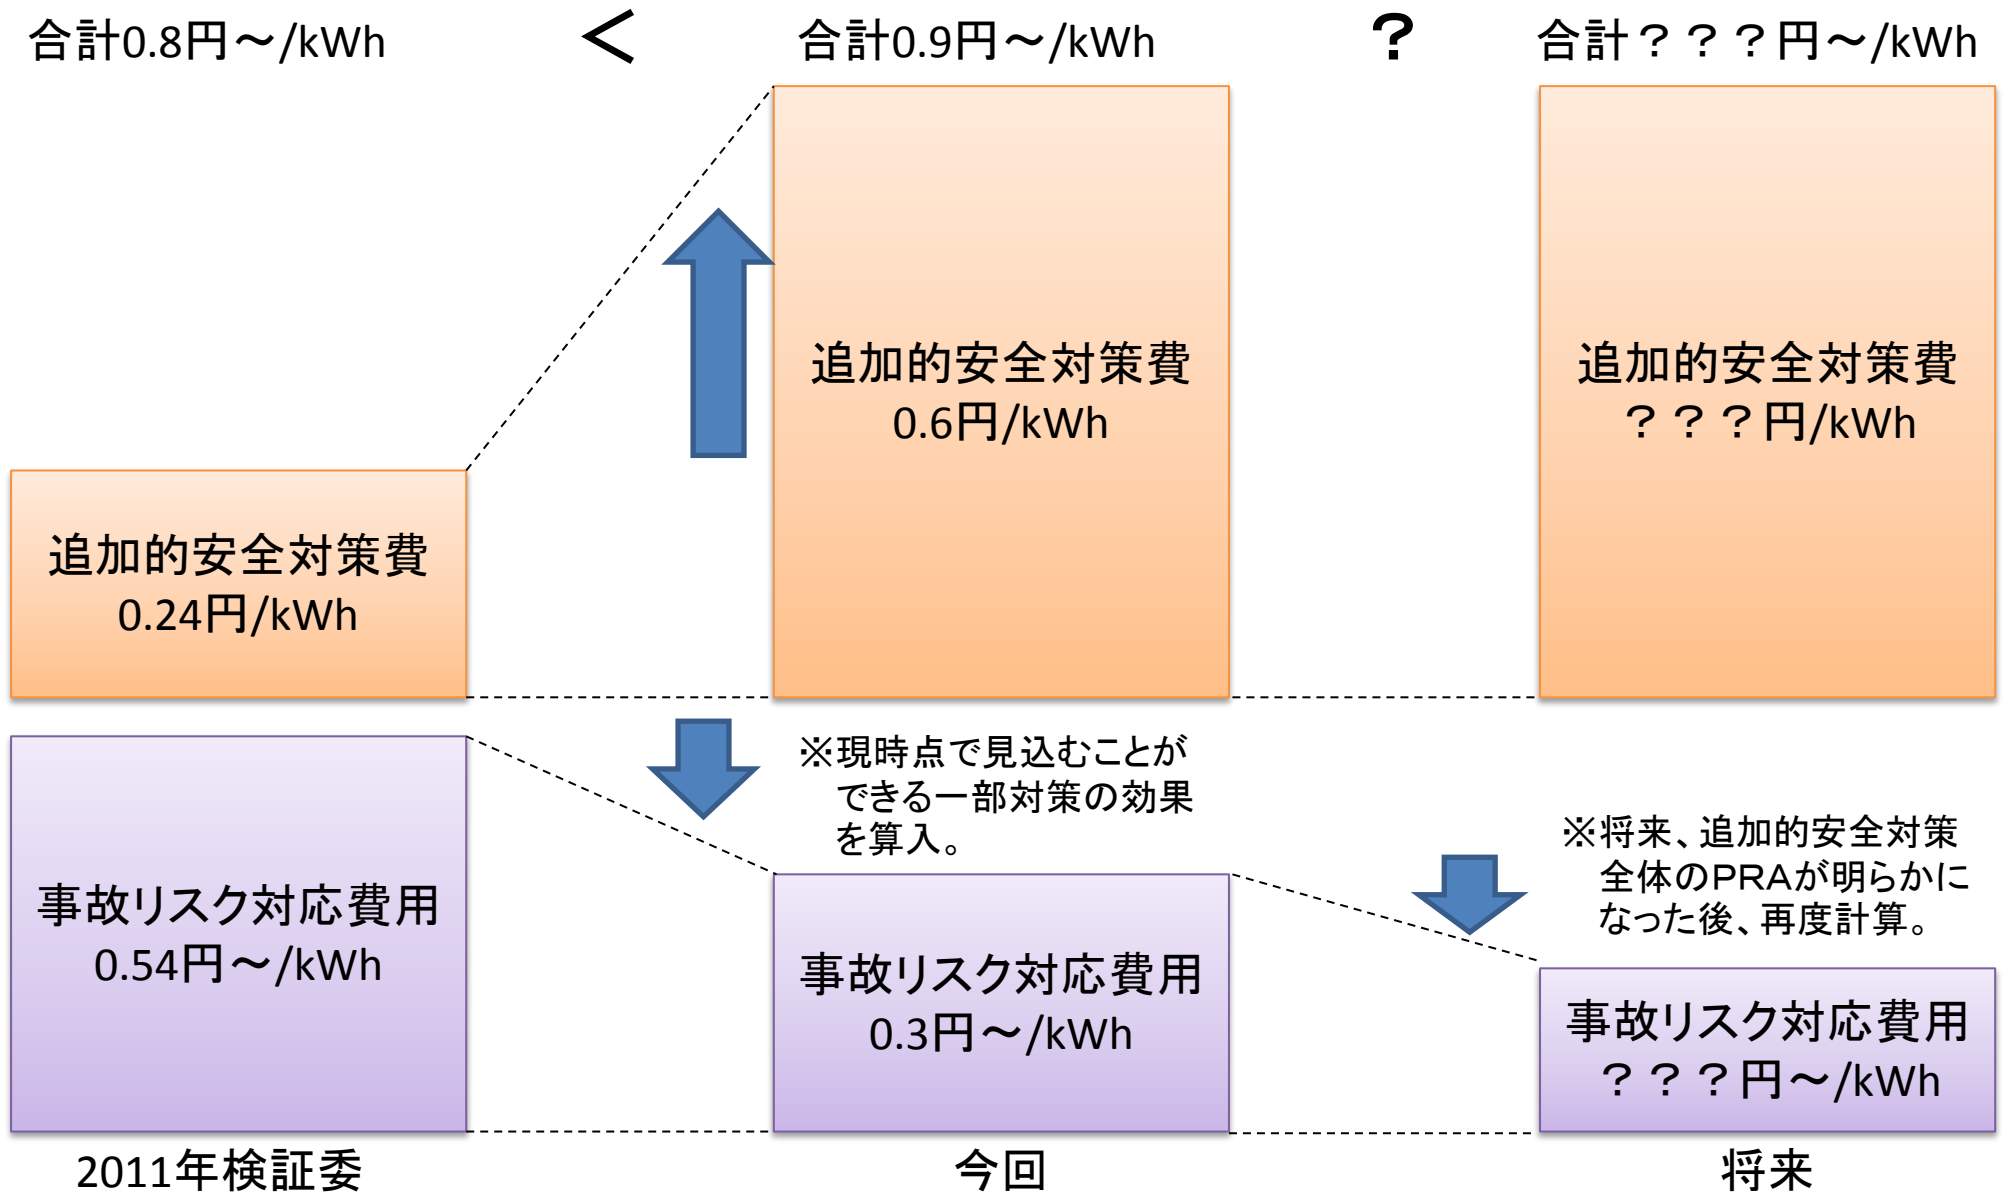 合計0.8円～/kWh
＜
合計0.9円～/kWh
？
合計？？？円～/kWh
追加的安全対策費
0.24円/kWh
追加的安全対策費
0.6円/kWh
追加的安全対策費
？？？円/kWh
※現時点で見込むことが
できる一部対策の効果
を算入。
※将来、追加的安全対策
全体のＰＲＡが明らかに
なった後、再度計算。
事故リスク対応費用
0.54円～/kWh
事故リスク対応費用
0.3円～/kWh
事故リスク対応費用
？？？円～/kWh
2011年検証委
今回
将来